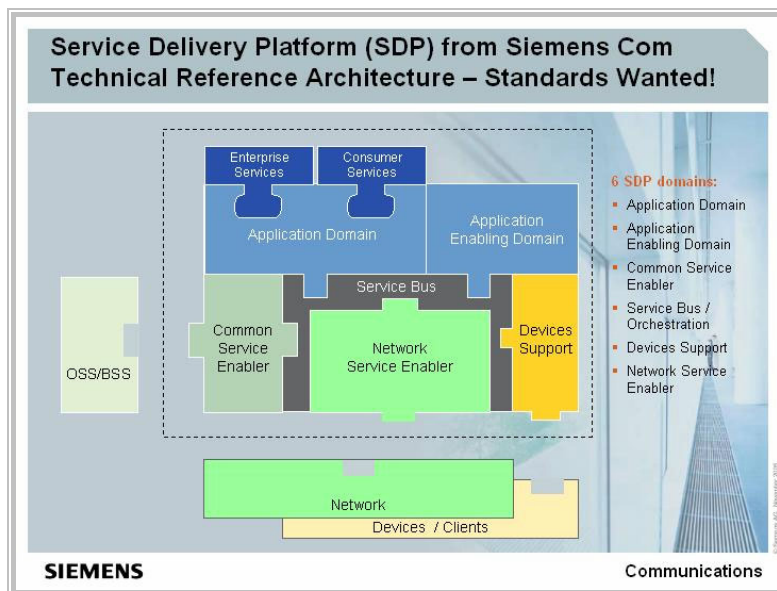 Service Delivery Platform (SDP) from Siemens Com
Technical Reference Architecture – Standards Wanted!
Enterprise
Services
Consumer
Services
Application Domain
Application
Enabling Domain
Service Bus
Common
Service
Enabler
Network
Service Enabler
Devices
Support
OSS/BSS
Network
Devices / Clients
6 SDP domains:
Application Domain
Application
Enabling Domain
Common Service
Enabler
Service Bus /
Orchestration
Devices Support
Network Service
Enabler
SIEMENS
Communications